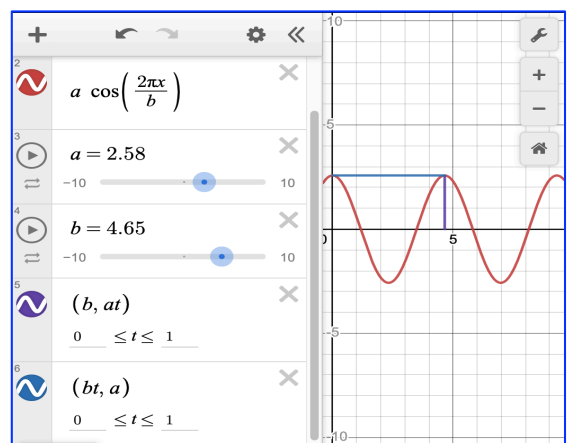 2
a cos(2πx/b)
3
a = 2.58
-10 10
4
b = 4.65
-10 10
5
(b, at)
0 ≤ t ≤ 1
6
(bt, a)
0 ≤ t ≤ 1
10
5
0 5
-5
-10